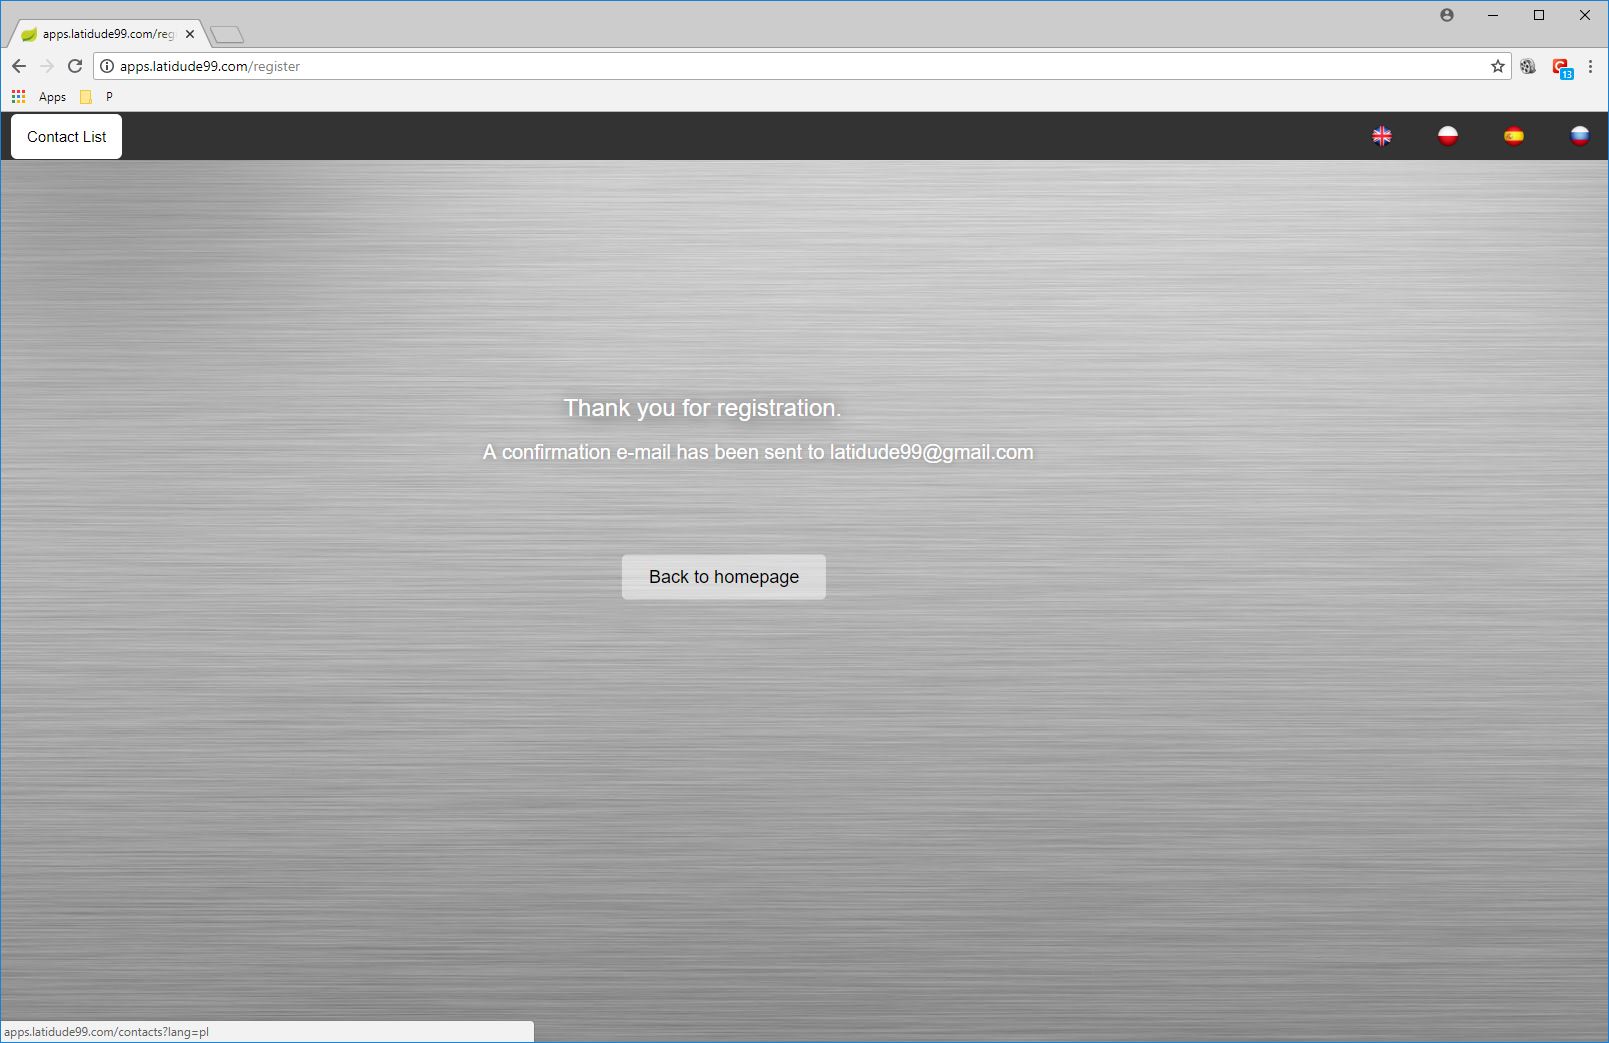 apps.latidude99.com/reg
apps.latidude99.com/register
Apps
P
13
Contact List
Thank you for registration.
A confirmation e-mail has been sent to latidude99@gmail.com
Back to homepage
apps.latidude99.com/contacts?lang=pl